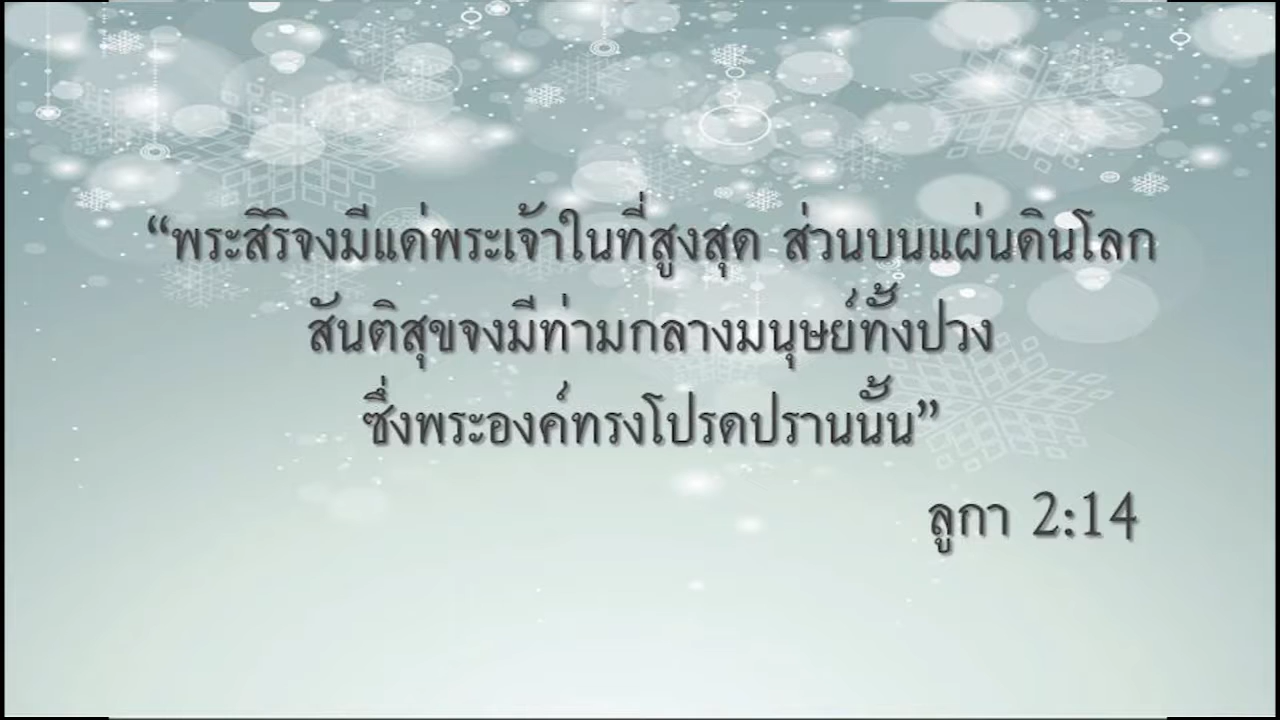 “พระสิริจงมีแด่พระเจ้าในที่สูงสุด ส่วนบนแผ่นดินโลก
สันติสุขจงมีท่ามกลางมนุษย์ทั้งปวง
ซึ่งพระองค์ทรงโปรดปรานนั้น”
ลูกา 2:14